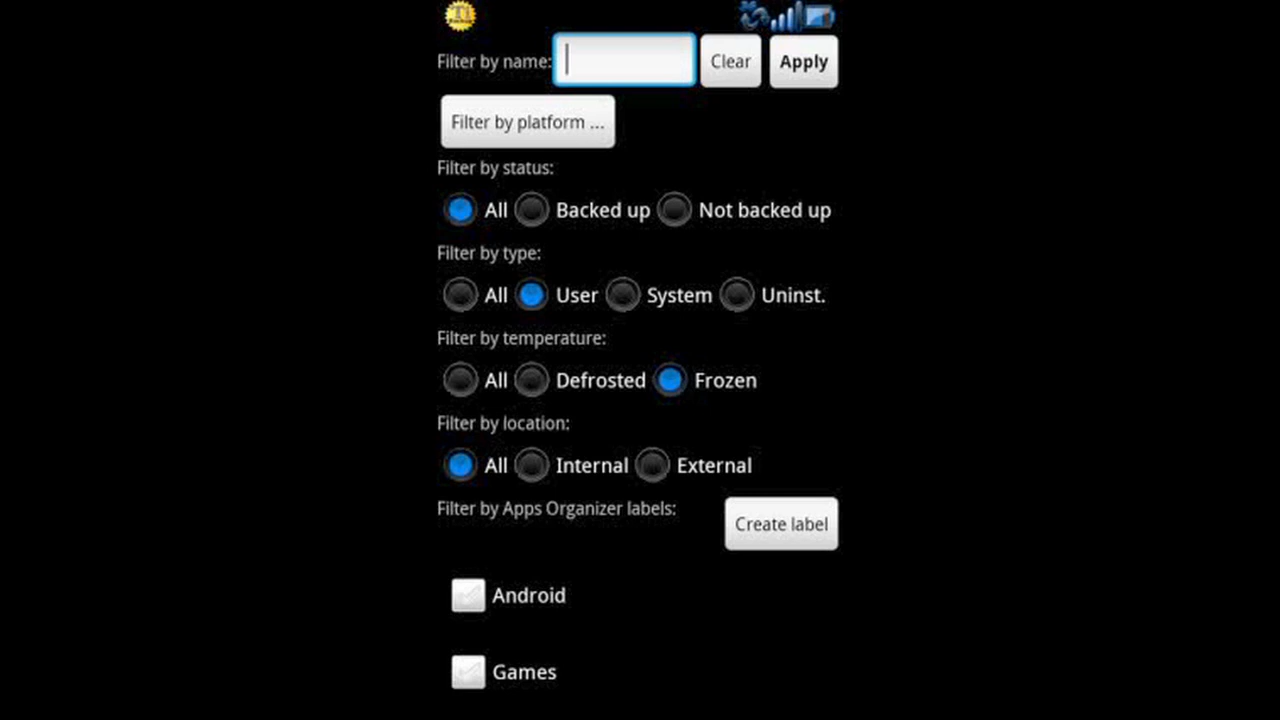 Filter by name: Clear Apply
Filter by platform ...
Filter by status:
All Backed up Not backed up
Filter by type:
All User System Uninst.
Filter by temperature:
All Defrosted Frozen
Filter by location:
All Internal External
Filter by Apps Organizer labels: Create label
Android
Games